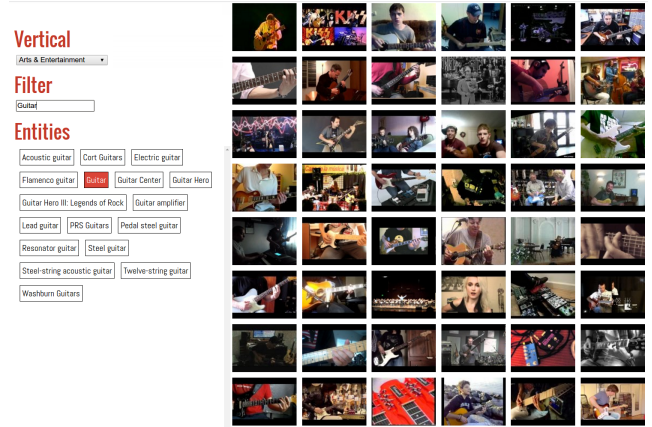 Vertical
Arts & Entertainment
Filter
Guitar
Entities
Acoustic guitar Cort Guitars Electric guitar
Flamenco guitar Guitar Guitar Center Guitar Hero
Guitar Hero III: Legends of Rock Guitar amplifier
Lead guitar PRS Guitars Pedal steel guitar
Resonator guitar Steel guitar
Steel-string acoustic guitar Twelve-string guitar
Washburn Guitars
KISS